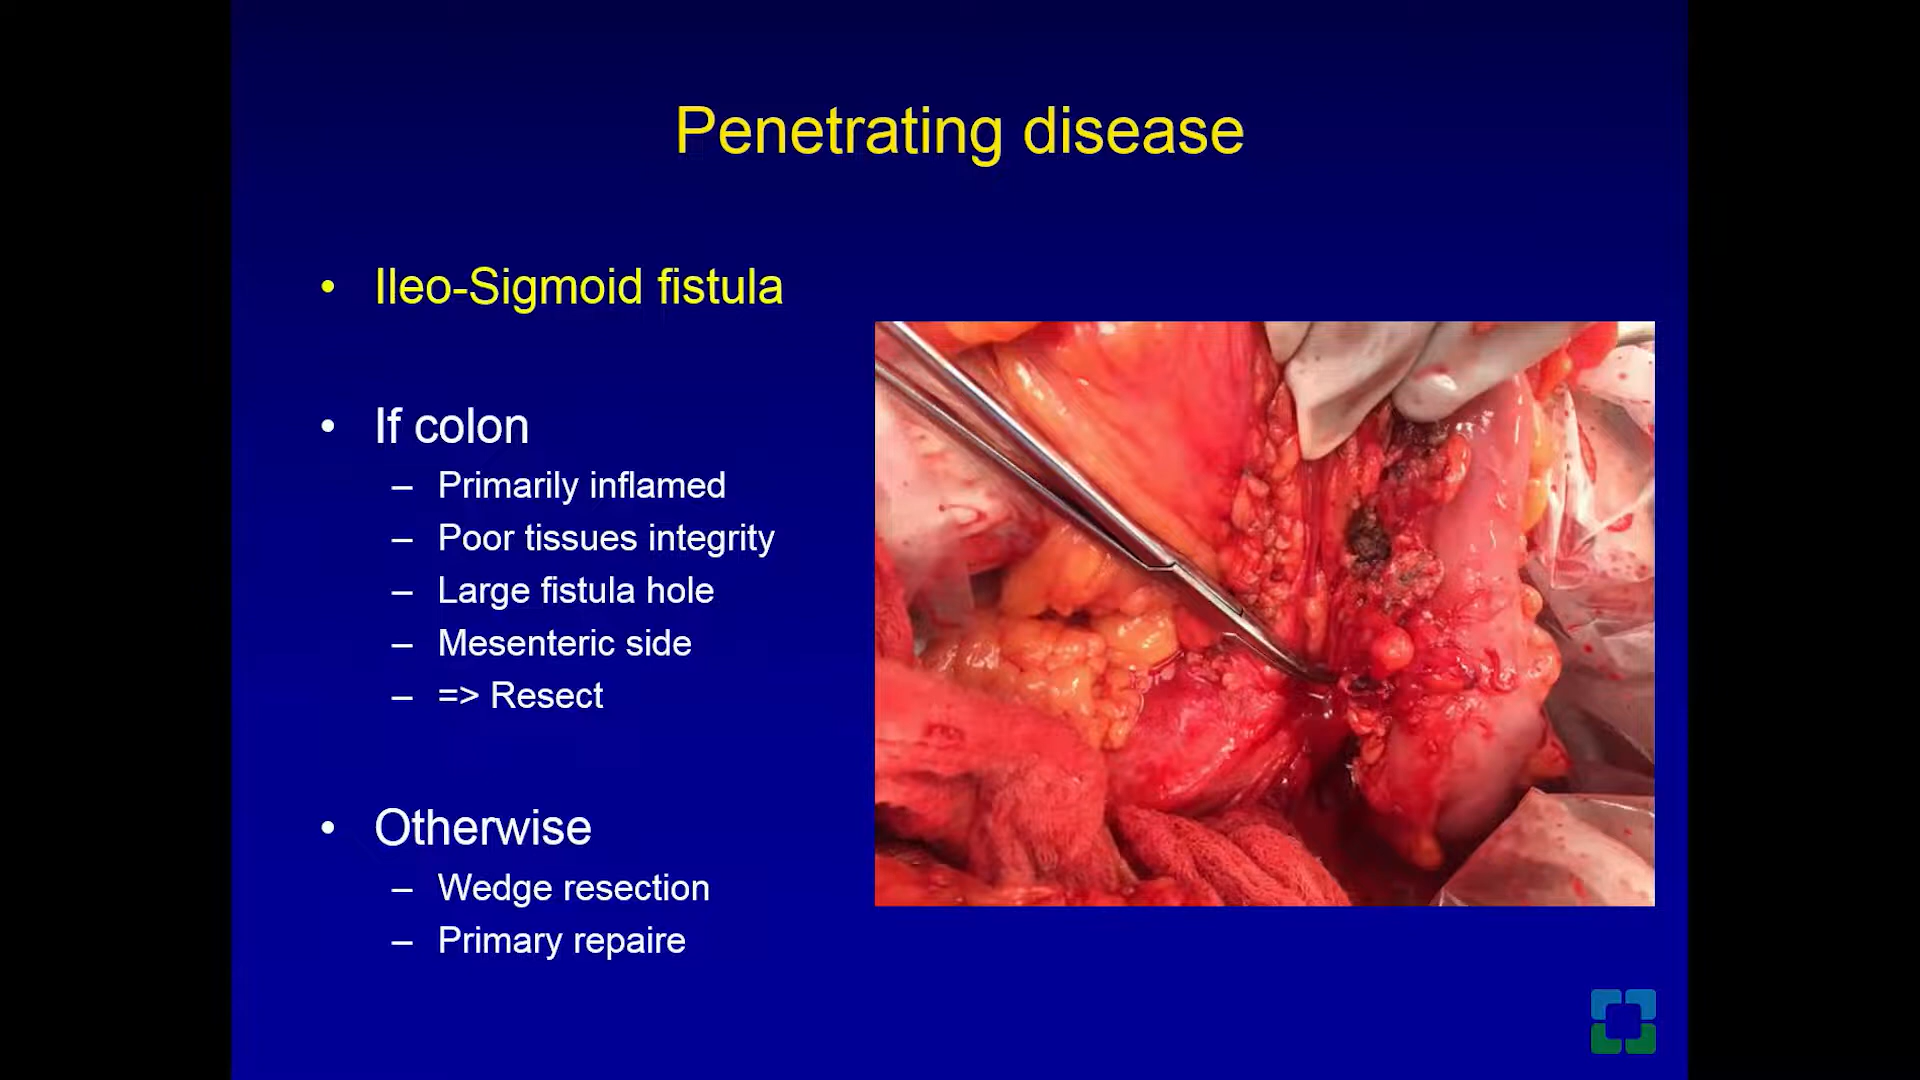 Penetrating disease
• Ileo-Sigmoid fistula
• If colon
– Primarily inflamed
– Poor tissues integrity
– Large fistula hole
– Mesenteric side
– => Resect
• Otherwise
– Wedge resection
– Primary repaire